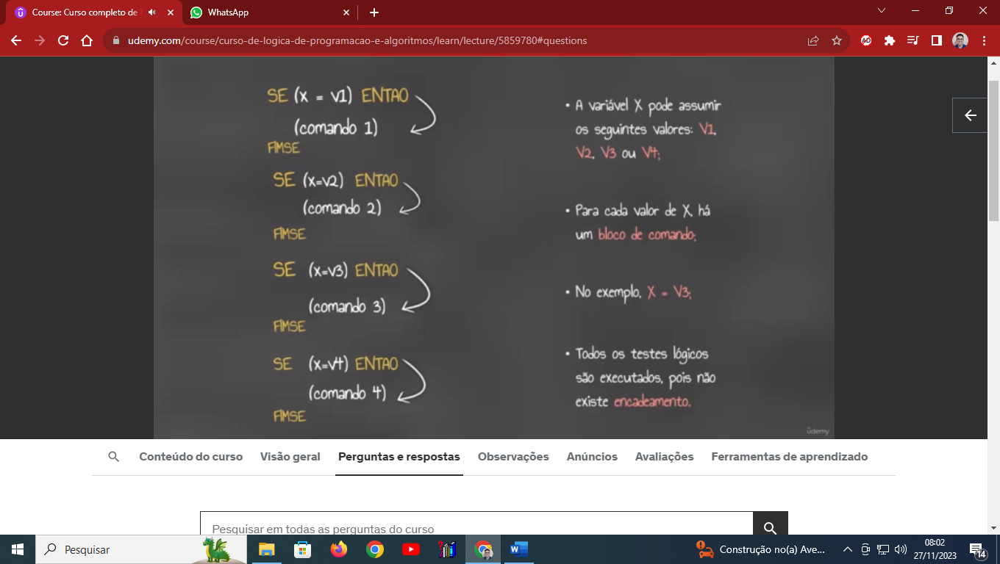 Course: Curso completo de
WhatsApp
udemy.com/course/curso-de-logica-de-programacao-e-algoritmos/learn/lecture/5859780#questions
SE (x = v1) ENTAO
(comando 1)
FIMSE
SE (x=v2) ENTAO
(comando 2)
FIMSE
SE (x=v3) ENTAO
(comando 3)
FIMSE
SE (x=v4) ENTAO
(comando 4)
FIMSE
• A variável X pode assumir
os seguintes valores: V1,
V2, V3 ou V4;
• Para cada valor de X, há
um bloco de comando;
• No exemplo, X = V3;
• Todos os testes lógicos
são executados, pois não
existe encadeamento.
ûdemy
Conteúdo do curso Visão geral Perguntas e respostas Observações Anúncios Avaliações Ferramentas de aprendizado
Pesquisar em todas as perguntas do curso
Pesquisar
Construção no(a) Ave...
08:02
27/11/2023
14